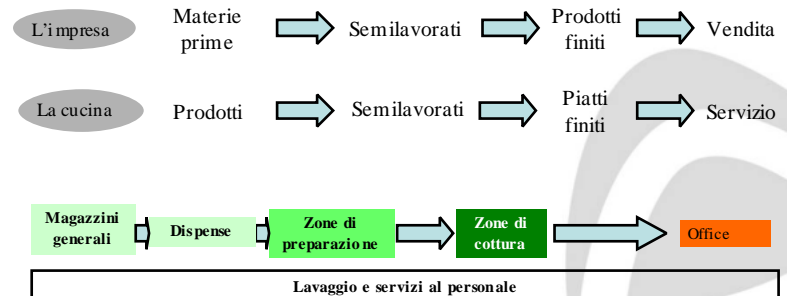 L'impresa
Materie
prime
Semilavorati
Prodotti
finiti
Vendita
La cucina
Prodotti
Semilavorati
Piatti
finiti
Servizio
Magazzini
generali
Dispense
Zone di
preparazione
Zone di
cottura
Office
Lavaggio e servizi al personale